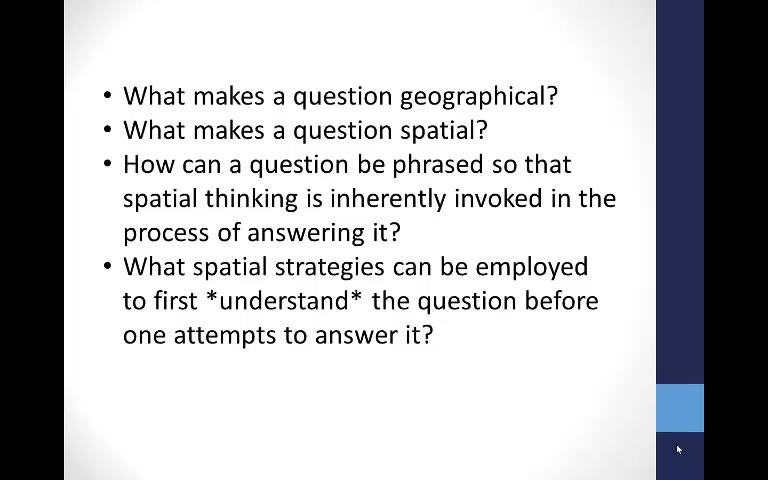 • What makes a question geographical?
• What makes a question spatial?
• How can a question be phrased so that
spatial thinking is inherently invoked in the
process of answering it?
• What spatial strategies can be employed
to first *understand* the question before
one attempts to answer it?